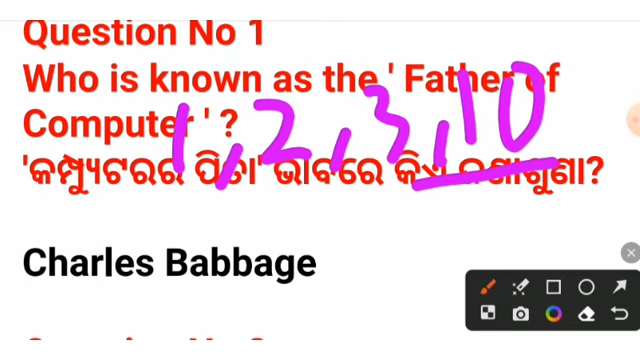 Question No 1
Who is known as the ' Father of
Computer ' ?
1, 2, 3, 10
'କମ୍ପ୍ୟୁଟରର ପିତା' ଭାବରେ କିଏ ଜଣାଶୁଣା?
Charles Babbage